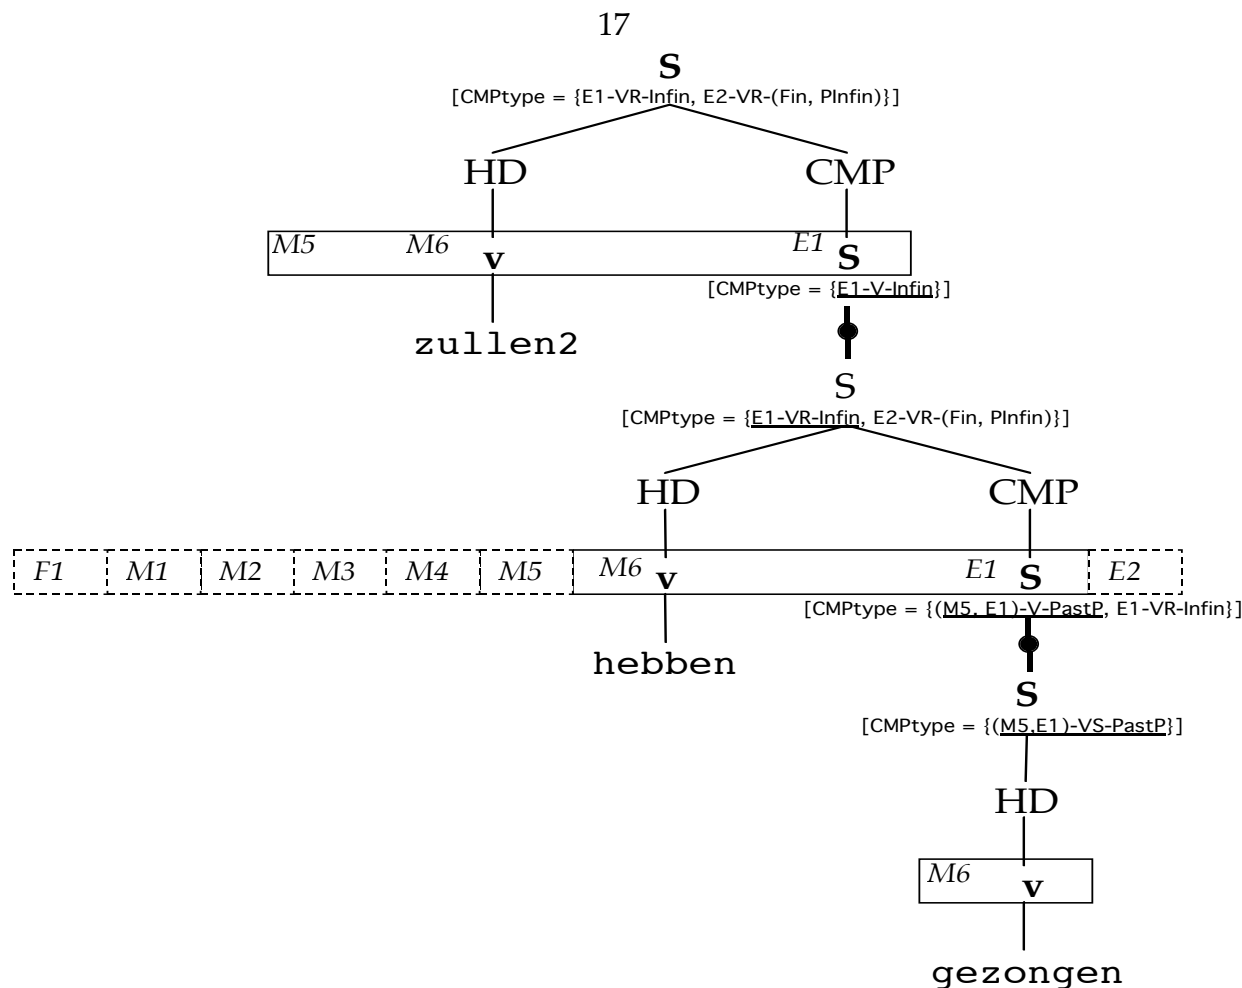 17
S
[CMPtype = {E1-VR-Infin, E2-VR-(Fin, PInfin)}]
HD CMP
M5 M6 v E1 S
[CMPtype = {E1-V-Infin}]
zullen2
S
[CMPtype = {E1-VR-Infin, E2-VR-(Fin, PInfin)}]
HD CMP
F1 M1 M2 M3 M4 M5 M6 v E1 S E2
[CMPtype = {(M5, E1)-V-PastP, E1-VR-Infin}]
hebben
S
[CMPtype = {(M5,E1)-VS-PastP}]
HD
M6 v
gezongen